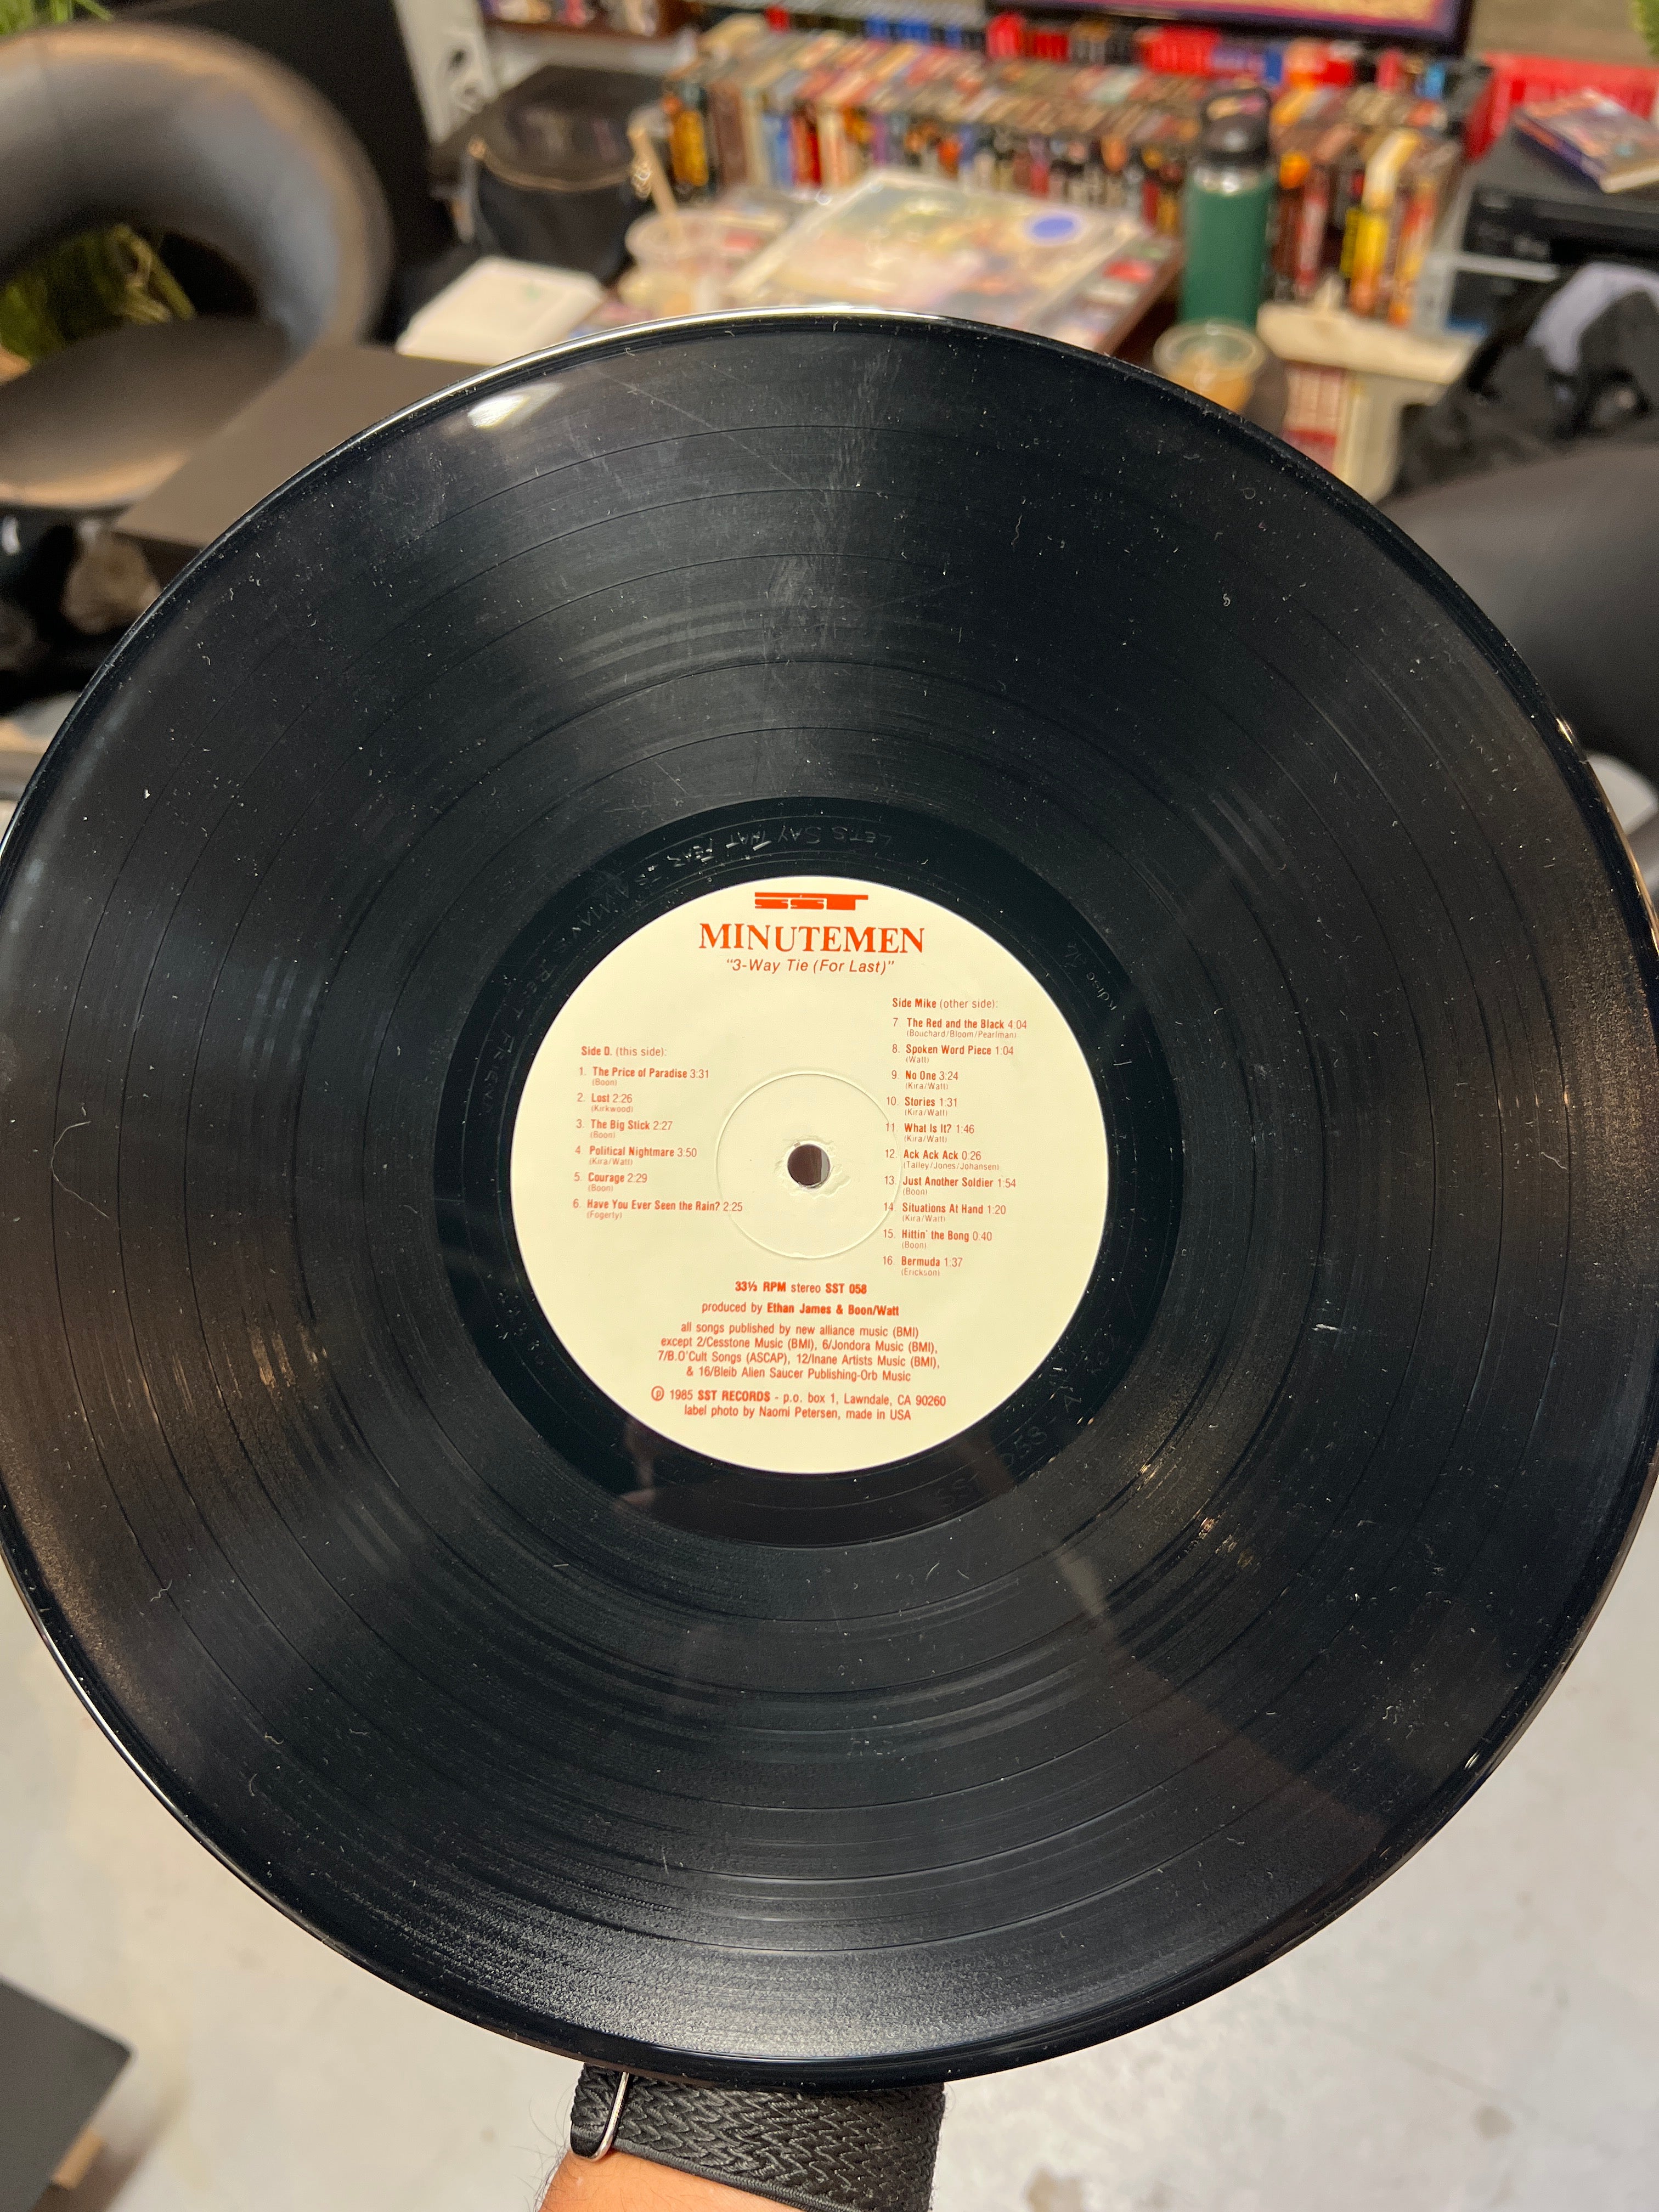 SST
MINUTEMEN
"3-Way Tie (For Last)"
Side D. (this side):
1. The Price of Paradise 3:31
(Boon)
2. Lost 2:26
(Kirkwood)
3. The Big Stick 2:27
(Boon)
4. Political Nightmare 3:50
(Kira/Watt)
5. Courage 2:29
(Boon)
6. Have You Ever Seen the Rain? 2:25
(Fogerty)
Side Mike (other side):
7. The Red and the Black 4:04
(Bouchard/Bloom/Pearlman)
8. Spoken Word Piece 1:04
(Watt)
9. No One 3:24
(Kira/Watt)
10. Stories 1:31
(Kira/Watt)
11. What Is It? 1:46
(Kira/Watt)
12. Ack Ack Ack 0:26
(Talley/Jones/Johansen)
13. Just Another Soldier 1:54
(Boon)
14. Situations At Hand 1:20
(Kira/Watt)
15. Hittin' the Bong 0:40
(Boon)
16. Bermuda 1:37
(Erickson)
33⅓ RPM stereo SST 058
produced by Ethan James & Boon/Watt
all songs published by new alliance music (BMI)
except 2/Cesstone Music (BMI), 6/Jondora Music (BMI),
7/B.O'Cult Songs (ASCAP), 12/Inane Artists Music (BMI),
& 16/Bleib Alien Saucer Publishing-Orb Music
℗ 1985 SST RECORDS - p.o. box 1, Lawndale, CA 90260
label photo by Naomi Petersen, made in USA
LET'S SAY THAT FEAR IS A MAN'S BEST FRIEND